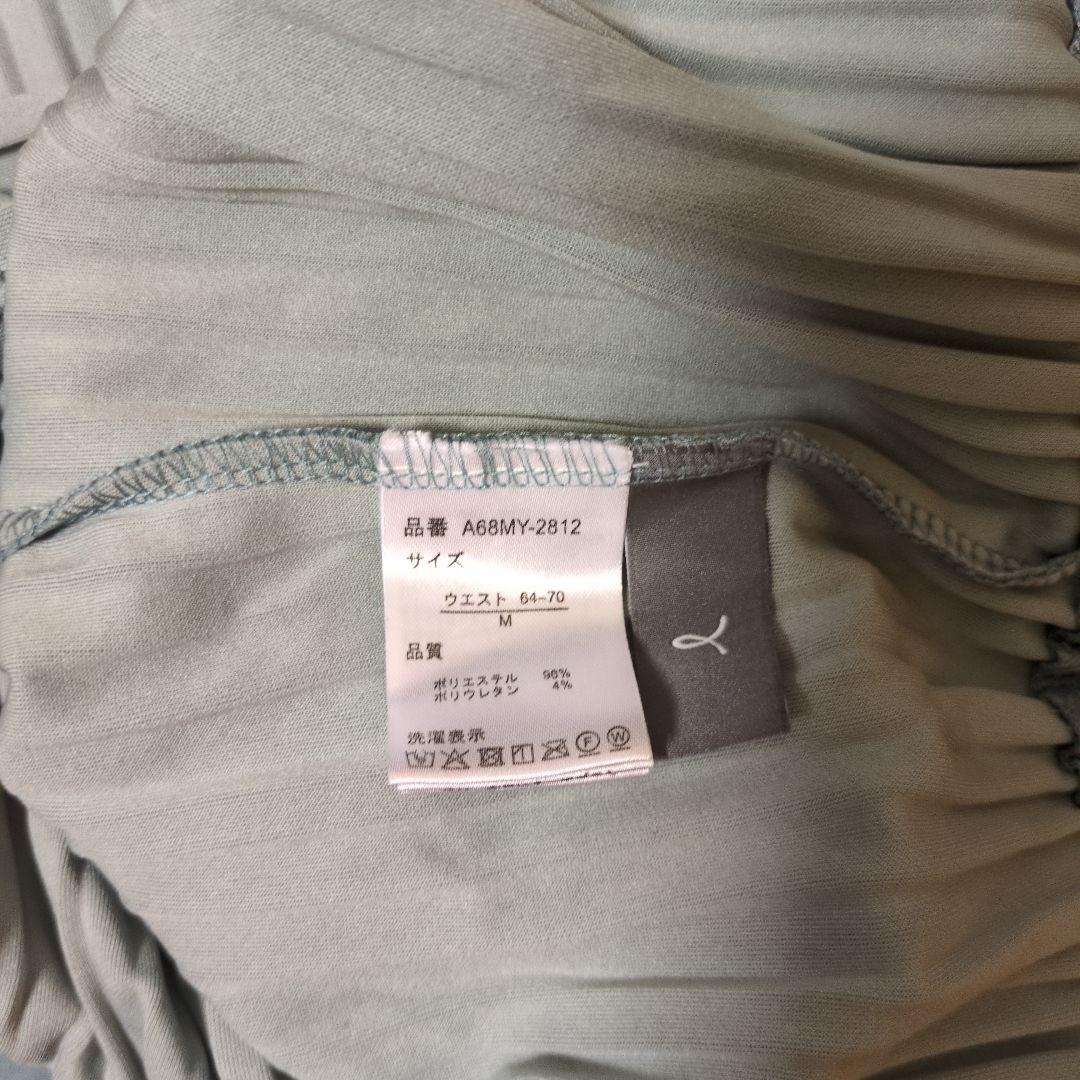 品番 A68MY-2812
サイズ
ウエスト 64~70
M
品質
ポリエステル 96%
ポリウレタン 4%
洗濯表示
F W